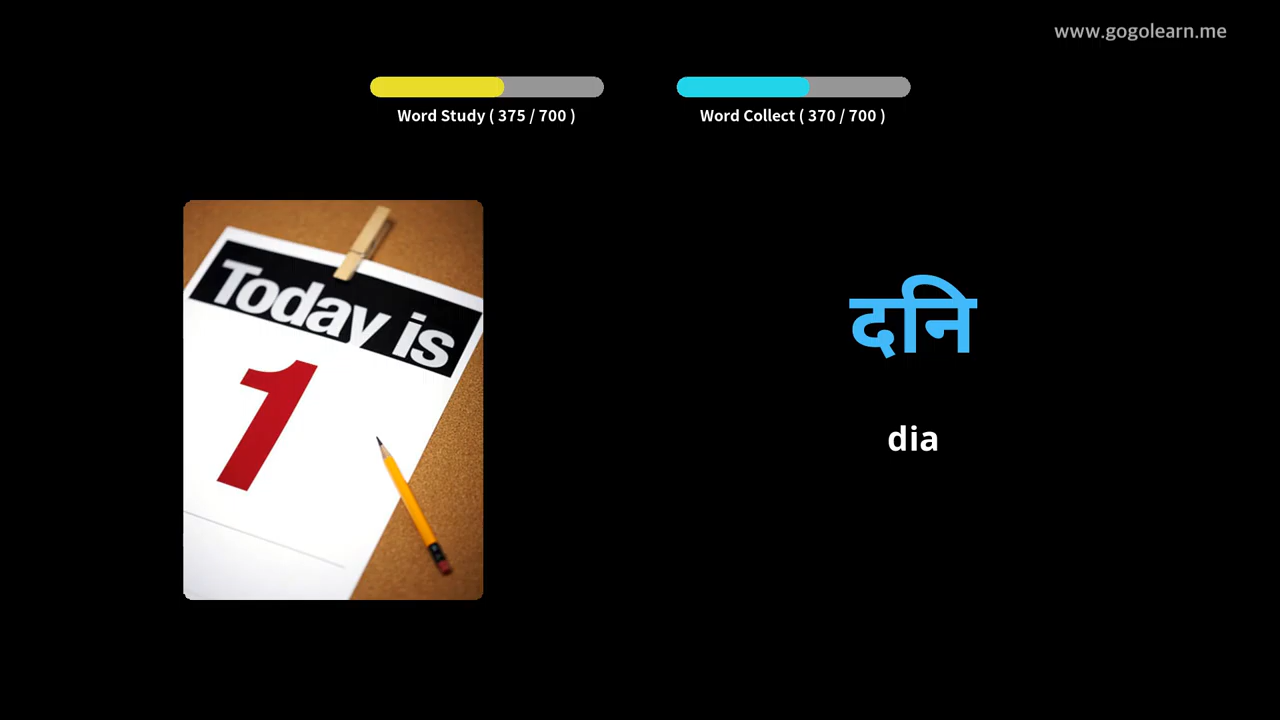 www.gogolearn.me
Word Study ( 375 / 700 )
Word Collect ( 370 / 700 )
Today is
1
दनि
dia